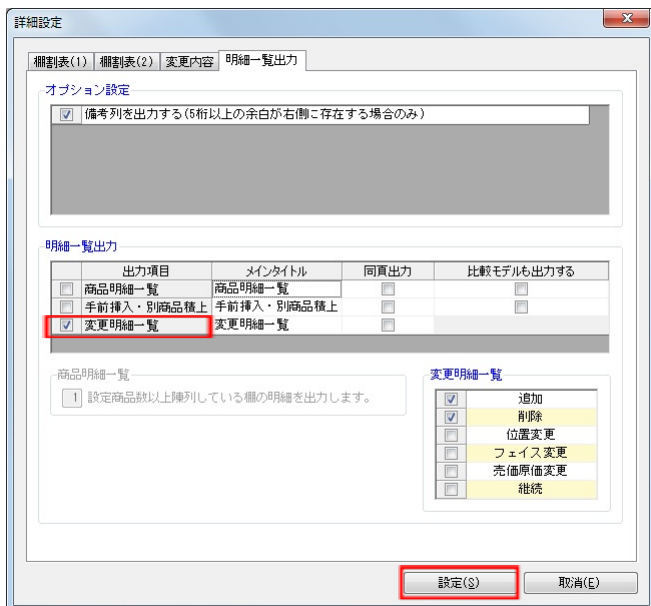 詳細設定
棚割表(1) 棚割表(2) 変更内容 明細一覧出力
オプション設定
備考列を出力する(5桁以上の余白が右側に存在する場合のみ)
明細一覧出力
出力項目 メインタイトル 同頁出力 比較モデルも出力する
商品明細一覧 商品明細一覧
手前挿入・別商品積上 手前挿入・別商品積上
変更明細一覧 変更明細一覧
商品明細一覧
1 設定商品数以上陳列している棚の明細を出力します。
変更明細一覧
追加
削除
位置変更
フェイス変更
売価原価変更
継続
設定(S) 取消(E)